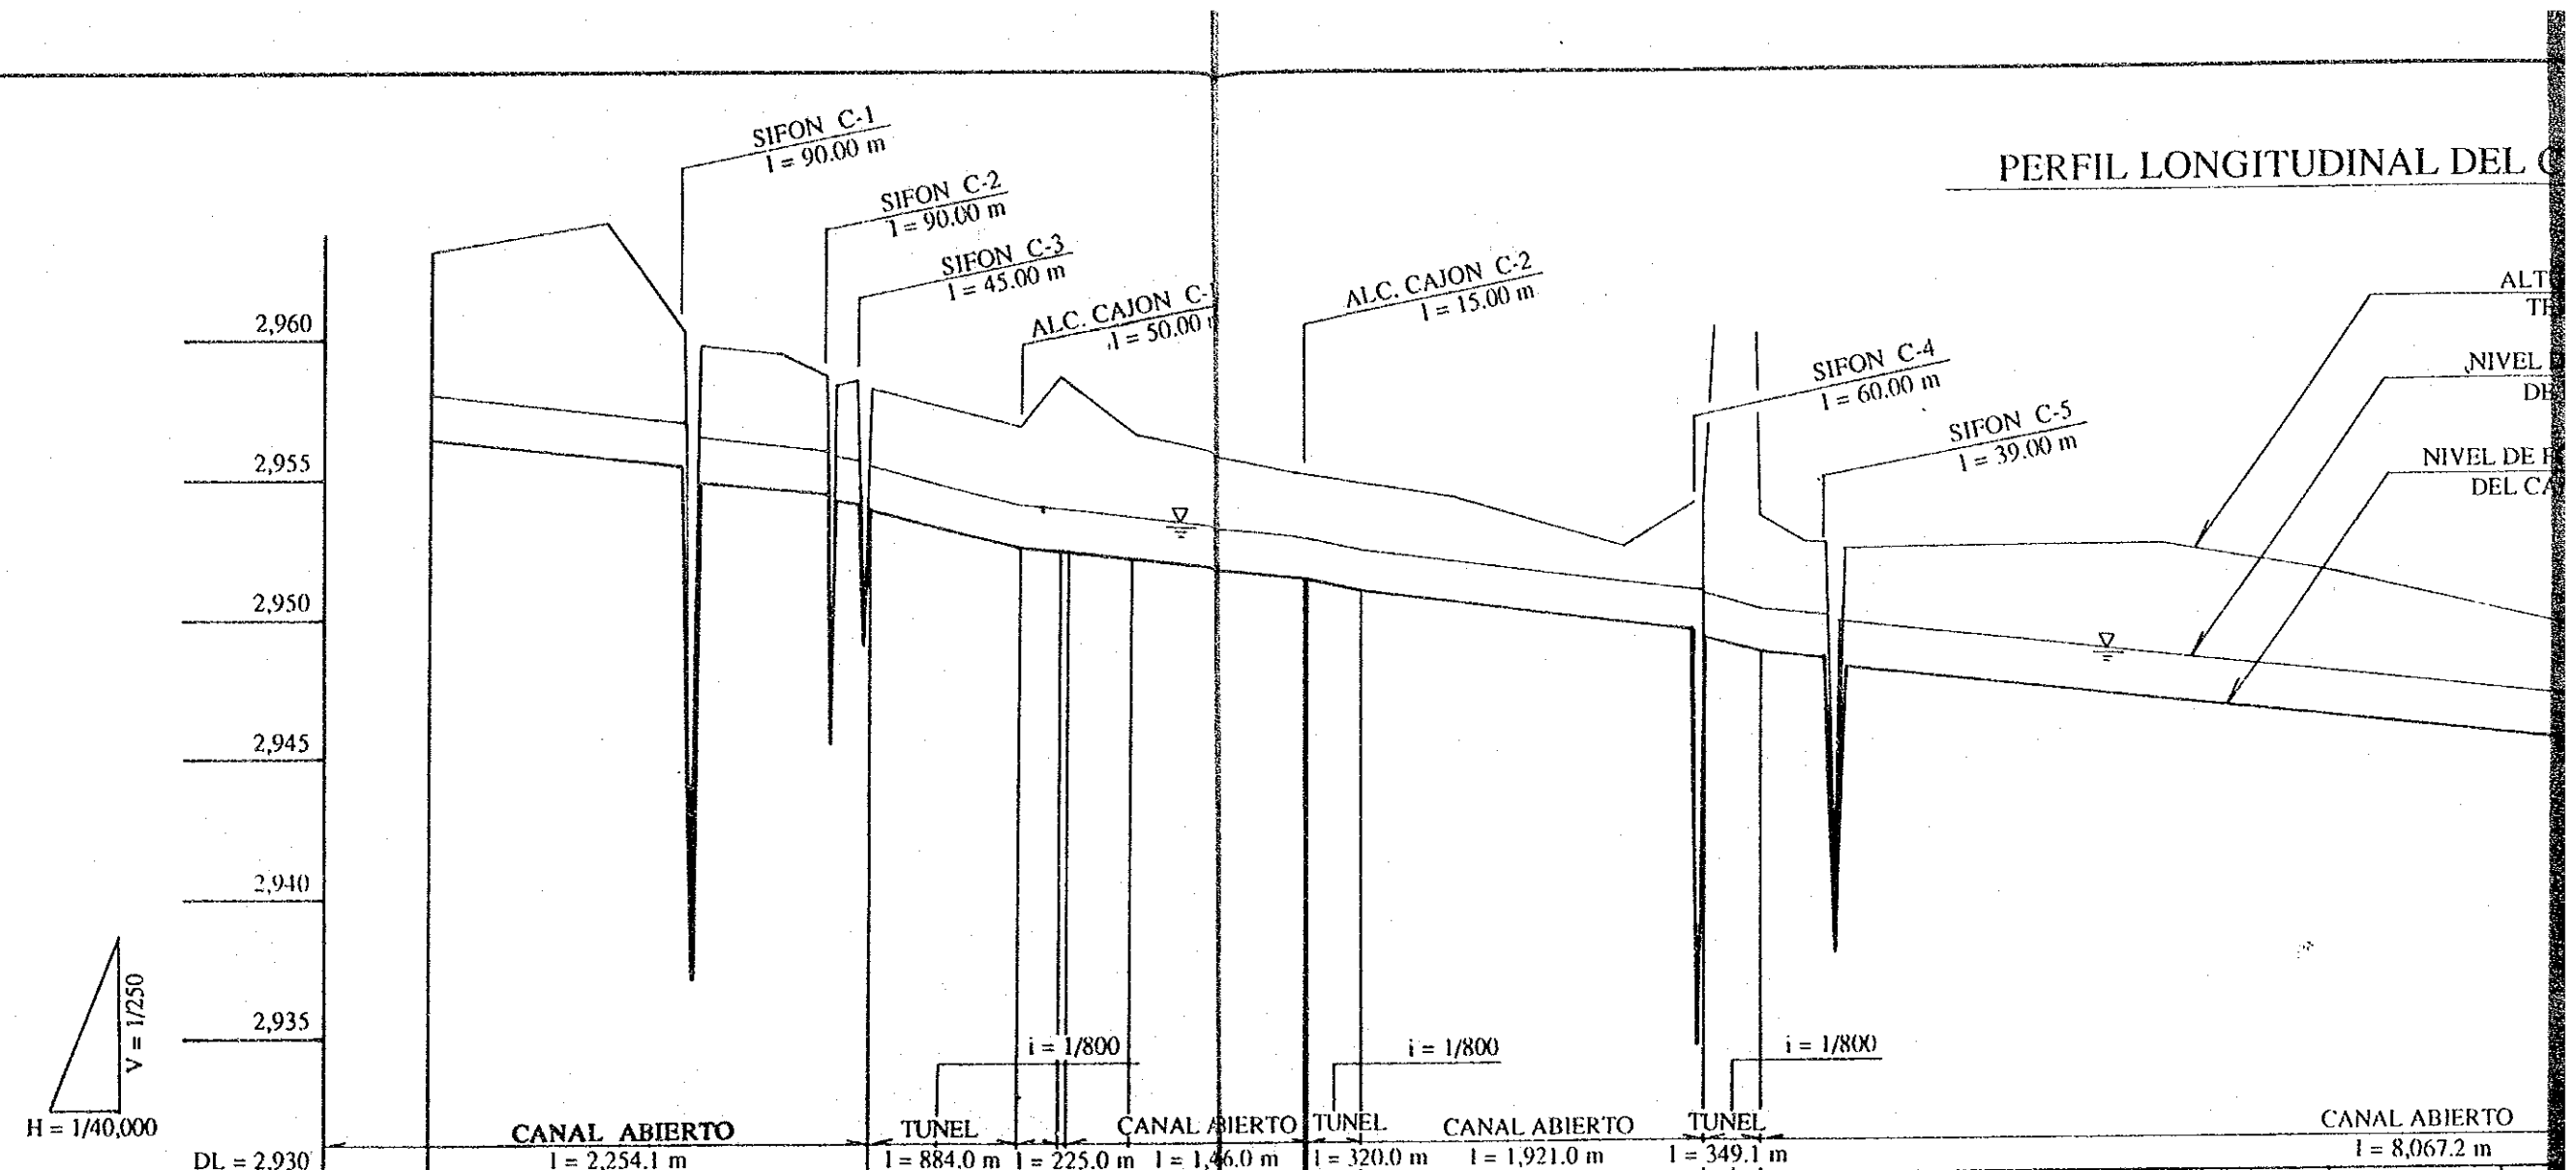 PERFIL LONGITUDINAL DEL
SIFON C-1
l = 90.00 m
SIFON C-2
l = 90.00 m
SIFON C-3
l = 45.00 m
ALC. CAJON C-
l = 50.00
ALC. CAJON C-2
l = 15.00 m
SIFON C-4
l = 60.00 m
SIFON C-5
l = 39.00 m
NIVEL
NIVEL DE
DEL
2,960
2,955
2,950
2,945
2,940
2,935
DL = 2,930
V = 1/250
H = 1/40,000
i = 1/800
i = 1/800
i = 1/800
CANAL ABIERTO
l = 2,254.1 m
TUNEL
l = 884.0 m
l = 225.0 m
CANAL ABIERTO
l = 1,46.0 m
TUNEL
l = 320.0 m
CANAL ABIERTO
l = 1,921.0 m
TUNEL
l = 349.1 m
CANAL ABIERTO
l = 8,067.2 m